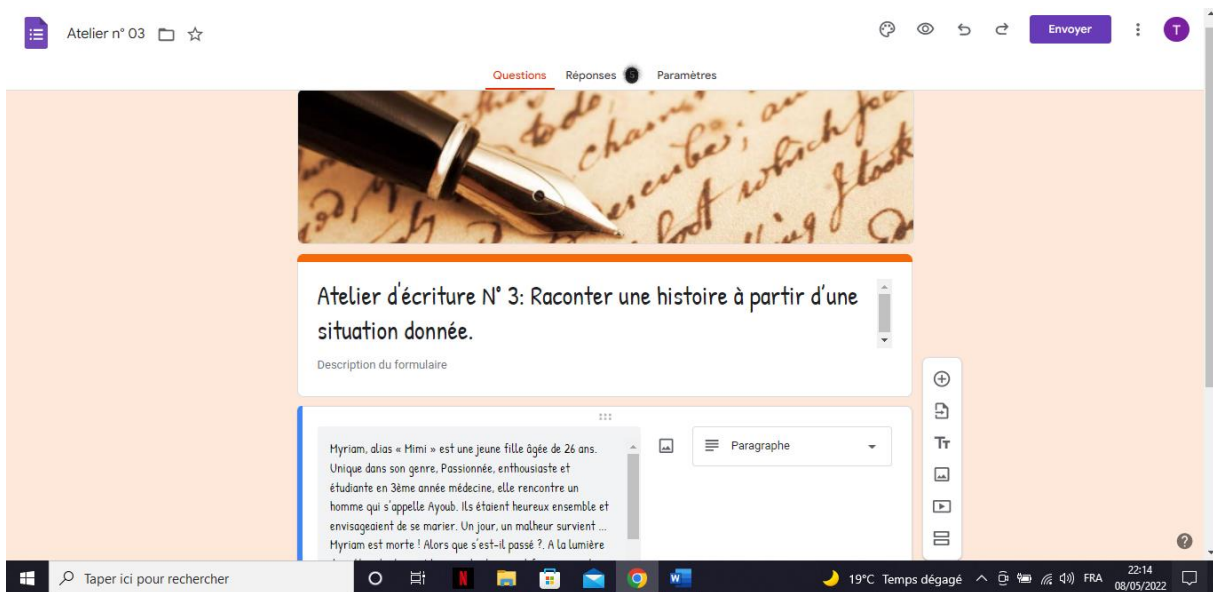 Atelier n° 03
Envoyer
T
Questions Réponses 5 Paramètres
to do,
Atelier d'écriture N° 3: Raconter une histoire à partir d'une
situation donnée.
Description du formulaire
Myriam, alias « Mimi » est une jeune fille âgée de 26 ans.
Unique dans son genre, Passionnée, enthousiaste et
étudiante en 3ème année médecine, elle rencontre un
homme qui s'appelle Ayoub. Ils étaient heureux ensemble et
envisageaient de se marier. Un jour, un malheur survient ...
Myriam est morte ! Alors que s'est-il passé ?. A la lumière
Paragraphe
Taper ici pour rechercher
19°C Temps dégagé
FRA
22:14
08/05/2022